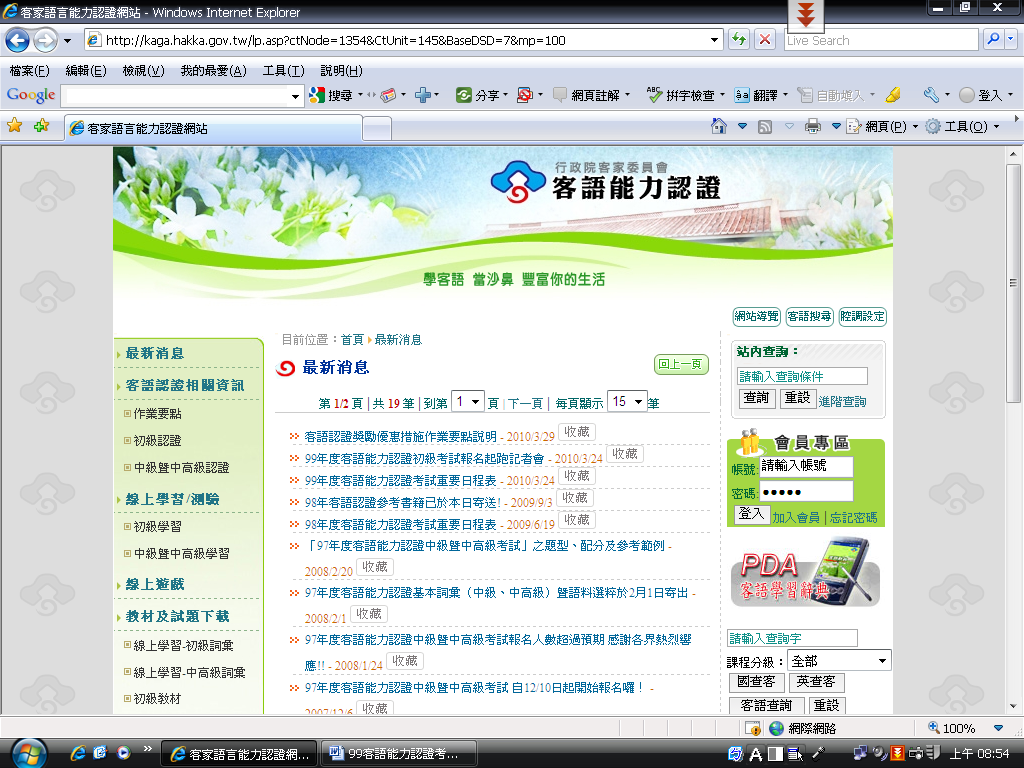 客家語言能力認證網站 - Windows Internet Explorer
http://kaga.hakka.gov.tw/lp.asp?ctNode=1354&CtUnit=145&BaseDSD=7&mp=100
Live Search
檔案(F) 編輯(E) 檢視(V) 我的最愛(A) 工具(T) 說明(H)
Google 搜尋 分享 網頁註解 拼字檢查 翻譯 自動填入 登入
客家語言能力認證網站 網頁(P) 工具(O)
行政院客家委員會
客語能力認證
學客語 當沙鼻 豐富你的生活
網站導覽 客語搜尋 腔調設定
最新消息
客語認證相關資訊
作業要點
初級認證
中級暨中高級認證
線上學習/測驗
初級學習
中級暨中高級學習
線上遊戲
教材及試題下載
線上學習-初級詞彙
線上學習-中高級詞彙
初級教材
目前位置：首頁 最新消息
最新消息 回上一頁
第 1/2 頁 | 共 19 筆 | 到第 1 頁 | 下一頁 | 每頁顯示 15 筆
客語認證獎勵優惠措施作業要點說明 - 2010/3/29 收藏
99年度客語能力認證初級考試報名起跑記者會 - 2010/3/24 收藏
99年度客語能力認證考試重要日程表 - 2010/3/24 收藏
98年客語認證參考書籍已於本日寄送! - 2009/9/3 收藏
98年度客語能力認證考試重要日程表 - 2009/6/19 收藏
「97年度客語能力認證中級暨中高級考試」之題型、配分及參考範例 -
2008/2/20 收藏
97年度客語能力認證基本詞彙（中級、中高級）暨語料選粹於2月1日寄出 -
2008/2/1 收藏
97年度客語能力認證中級暨中高級考試報名人數超過預期 感謝各界熱烈響
應!! - 2008/1/24 收藏
97年度客語能力認證中級暨中高級考試 自12/10日起開始報名囉！ -
2007/12/6 收藏
站內查詢：
請輸入查詢條件
查詢 重設 進階查詢
會員專區
帳號: 請輸入帳號
密碼: ●●●●●
登入 加入會員 | 忘記密碼
PDA
客語學習辭典
請輸入查詢字
課程分級： 全部
國查客 英查客
客語查詢 重設
網際網路 100%
客家語言能力認證網... 99客語能力認證考... 上午 08:54